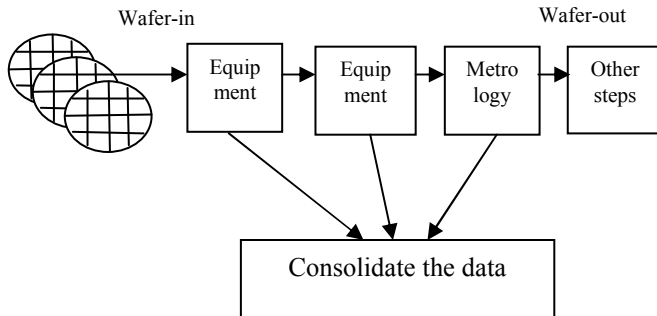 Wafer-in
Wafer-out
Equip
ment
Equip
ment
Metro
logy
Other
steps
Consolidate the data